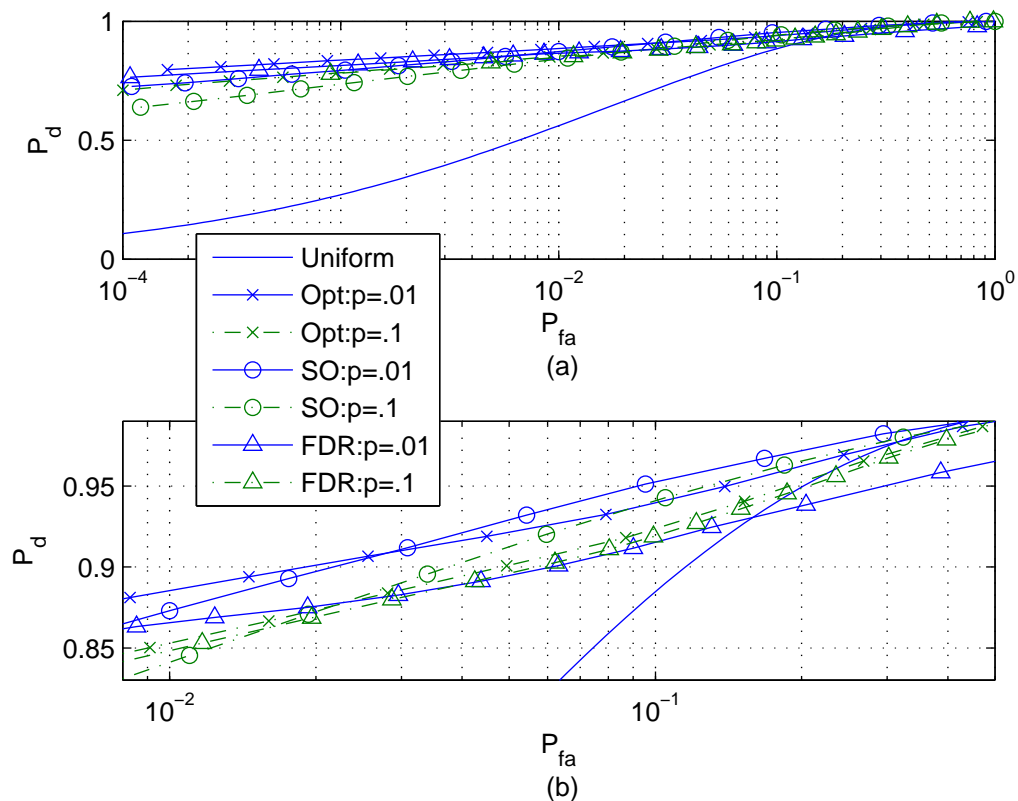 1
0.5
0
P_d
10^−4
10^−2
10^−1
10^0
P_fa
(a)
Uniform
Opt:p=.01
Opt:p=.1
SO:p=.01
SO:p=.1
FDR:p=.01
FDR:p=.1
0.95
0.9
0.85
P_d
10^−2
10^−1
P_fa
(b)